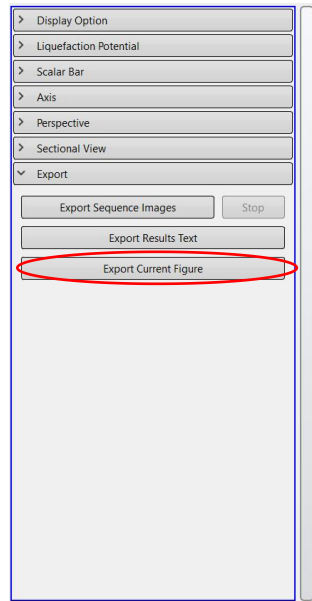 Display Option
Liquefaction Potential
Scalar Bar
Axis
Perspective
Sectional View
Export
Export Sequence Images Stop
Export Results Text
Export Current Figure